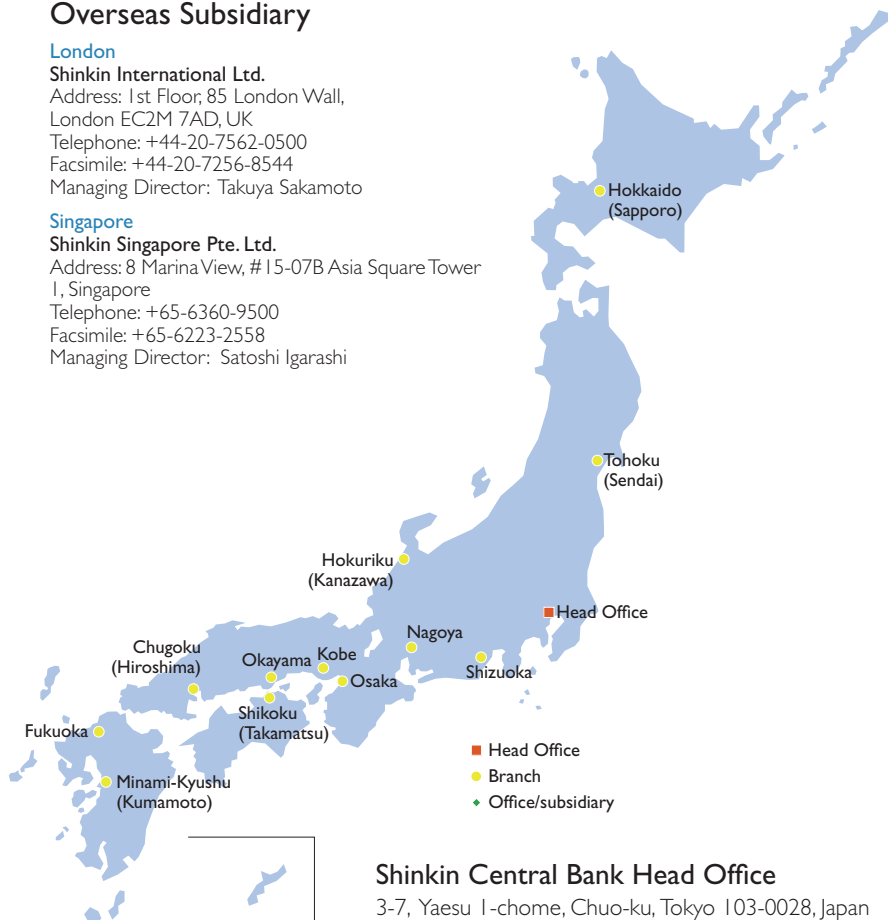 Overseas Subsidiary
London
Shinkin International Ltd.
Address: 1st Floor, 85 London Wall,
London EC2M 7AD, UK
Telephone: +44-20-7562-0500
Facsimile: +44-20-7256-8544
Managing Director: Takuya Sakamoto
Singapore
Shinkin Singapore Pte. Ltd.
Address: 8 Marina View, #15-07B Asia Square Tower
1, Singapore
Telephone: +65-6360-9500
Facsimile: +65-6223-2558
Managing Director: Satoshi Igarashi
Hokkaido
(Sapporo)
Tohoku
(Sendai)
Hokuriku
(Kanazawa)
Head Office
Nagoya
Shizuoka
Chugoku
(Hiroshima)
Okayama
Kobe
Osaka
Shikoku
(Takamatsu)
Fukuoka
Minami-Kyushu
(Kumamoto)
Head Office
Branch
Office/subsidiary
Shinkin Central Bank Head Office
3-7, Yaesu 1-chome, Chuo-ku, Tokyo 103-0028, Japan